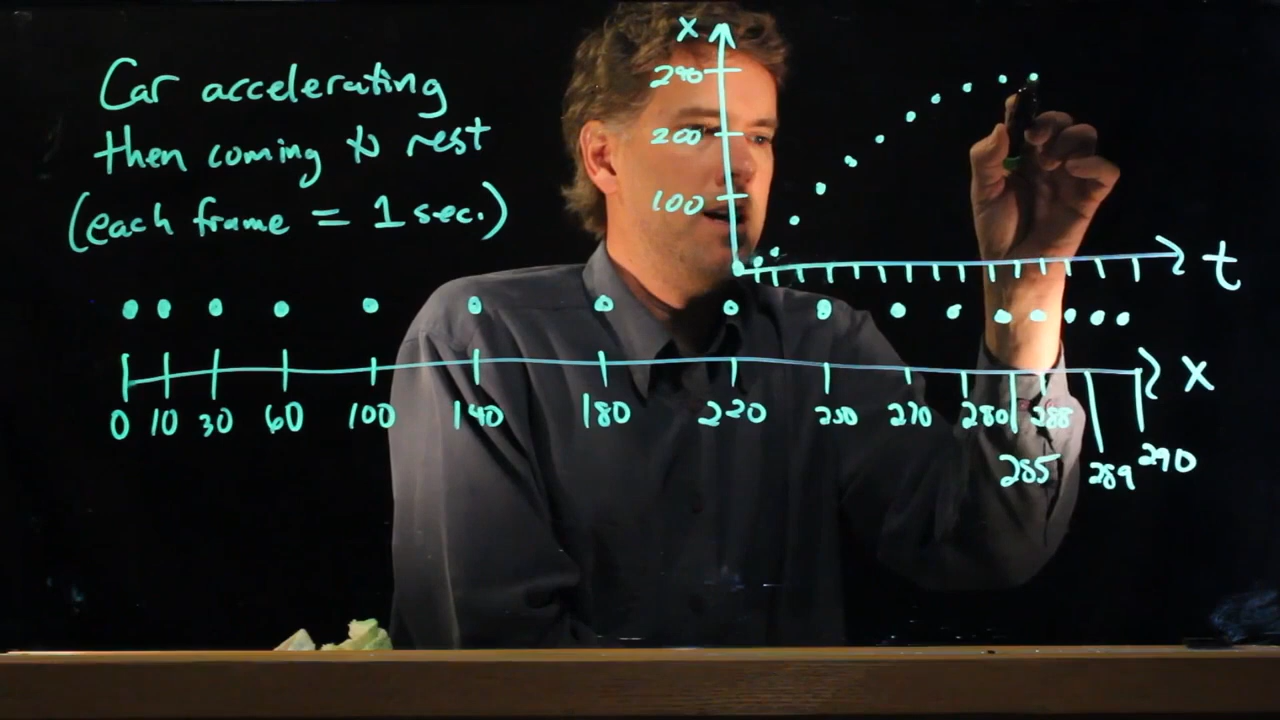 Car accelerating
then coming to rest
(each frame = 1 sec.)
x
290
200
100
t
0 10 30 60 100 140 180 220 250 270 280 288 x
285 289 290